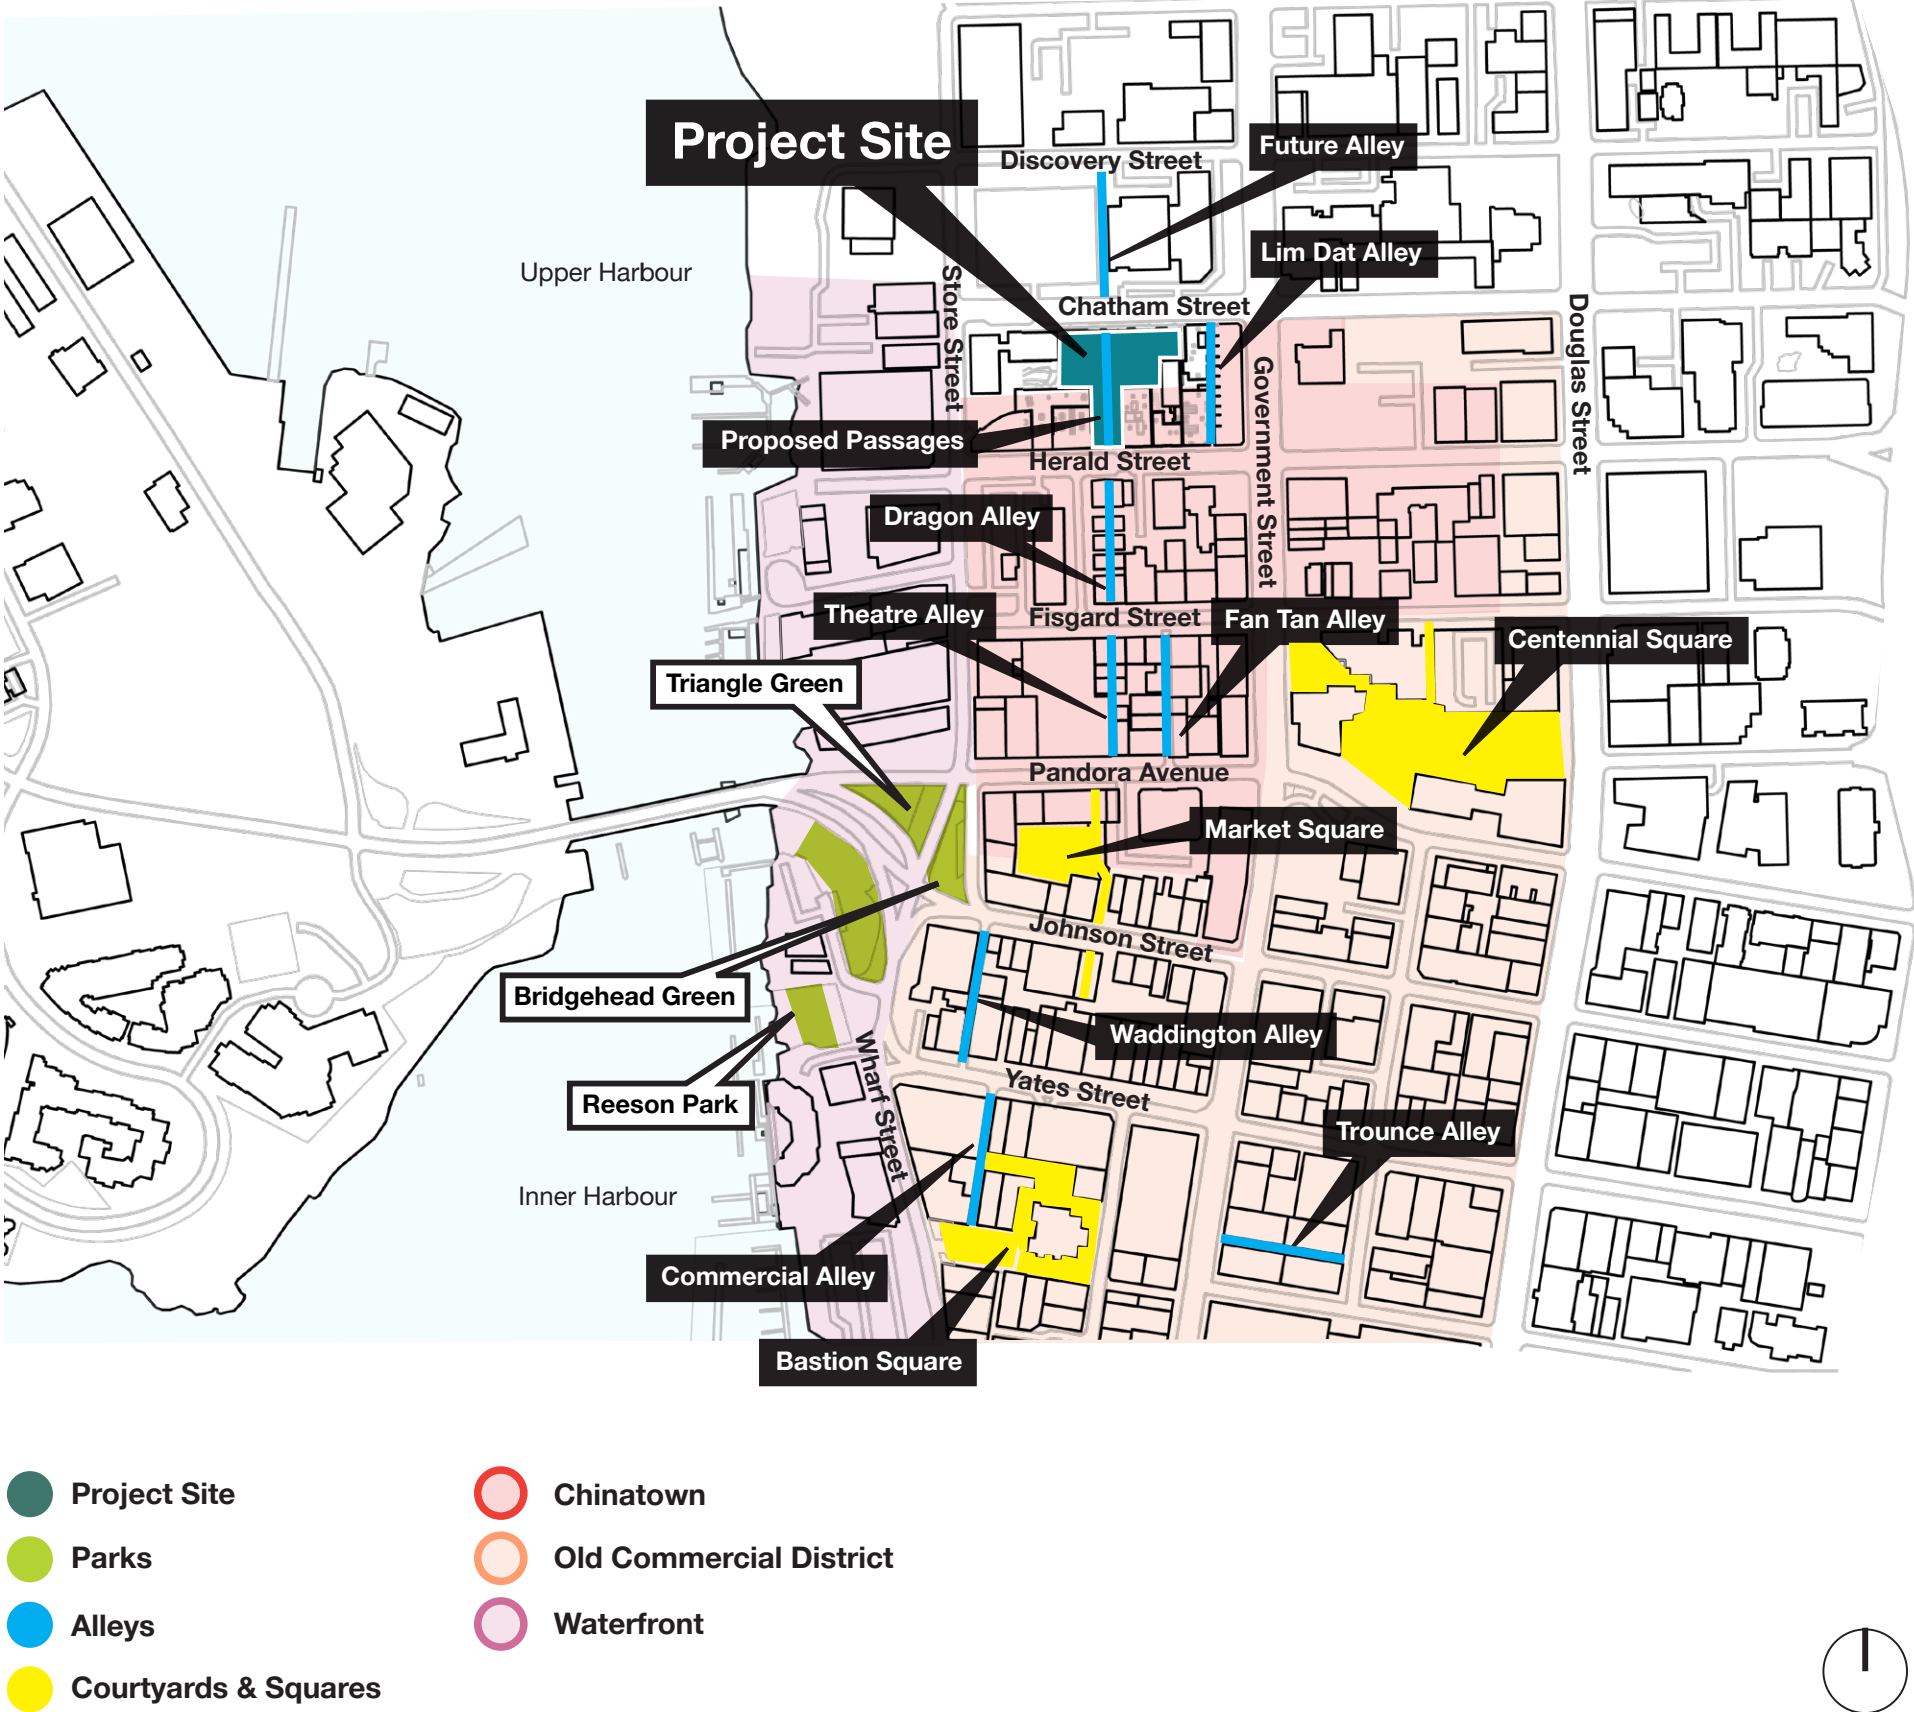 Project Site
Discovery Street
Future Alley
Lim Dat Alley
Upper Harbour
Store Street
Chatham Street
Douglas Street
Government Street
Proposed Passages
Herald Street
Dragon Alley
Theatre Alley
Fisgard Street
Fan Tan Alley
Centennial Square
Triangle Green
Pandora Avenue
Market Square
Johnson Street
Bridgehead Green
Waddington Alley
Wharf Street
Yates Street
Reeson Park
Trounce Alley
Inner Harbour
Commercial Alley
Bastion Square
Project Site
Parks
Alleys
Courtyards & Squares
Chinatown
Old Commercial District
Waterfront